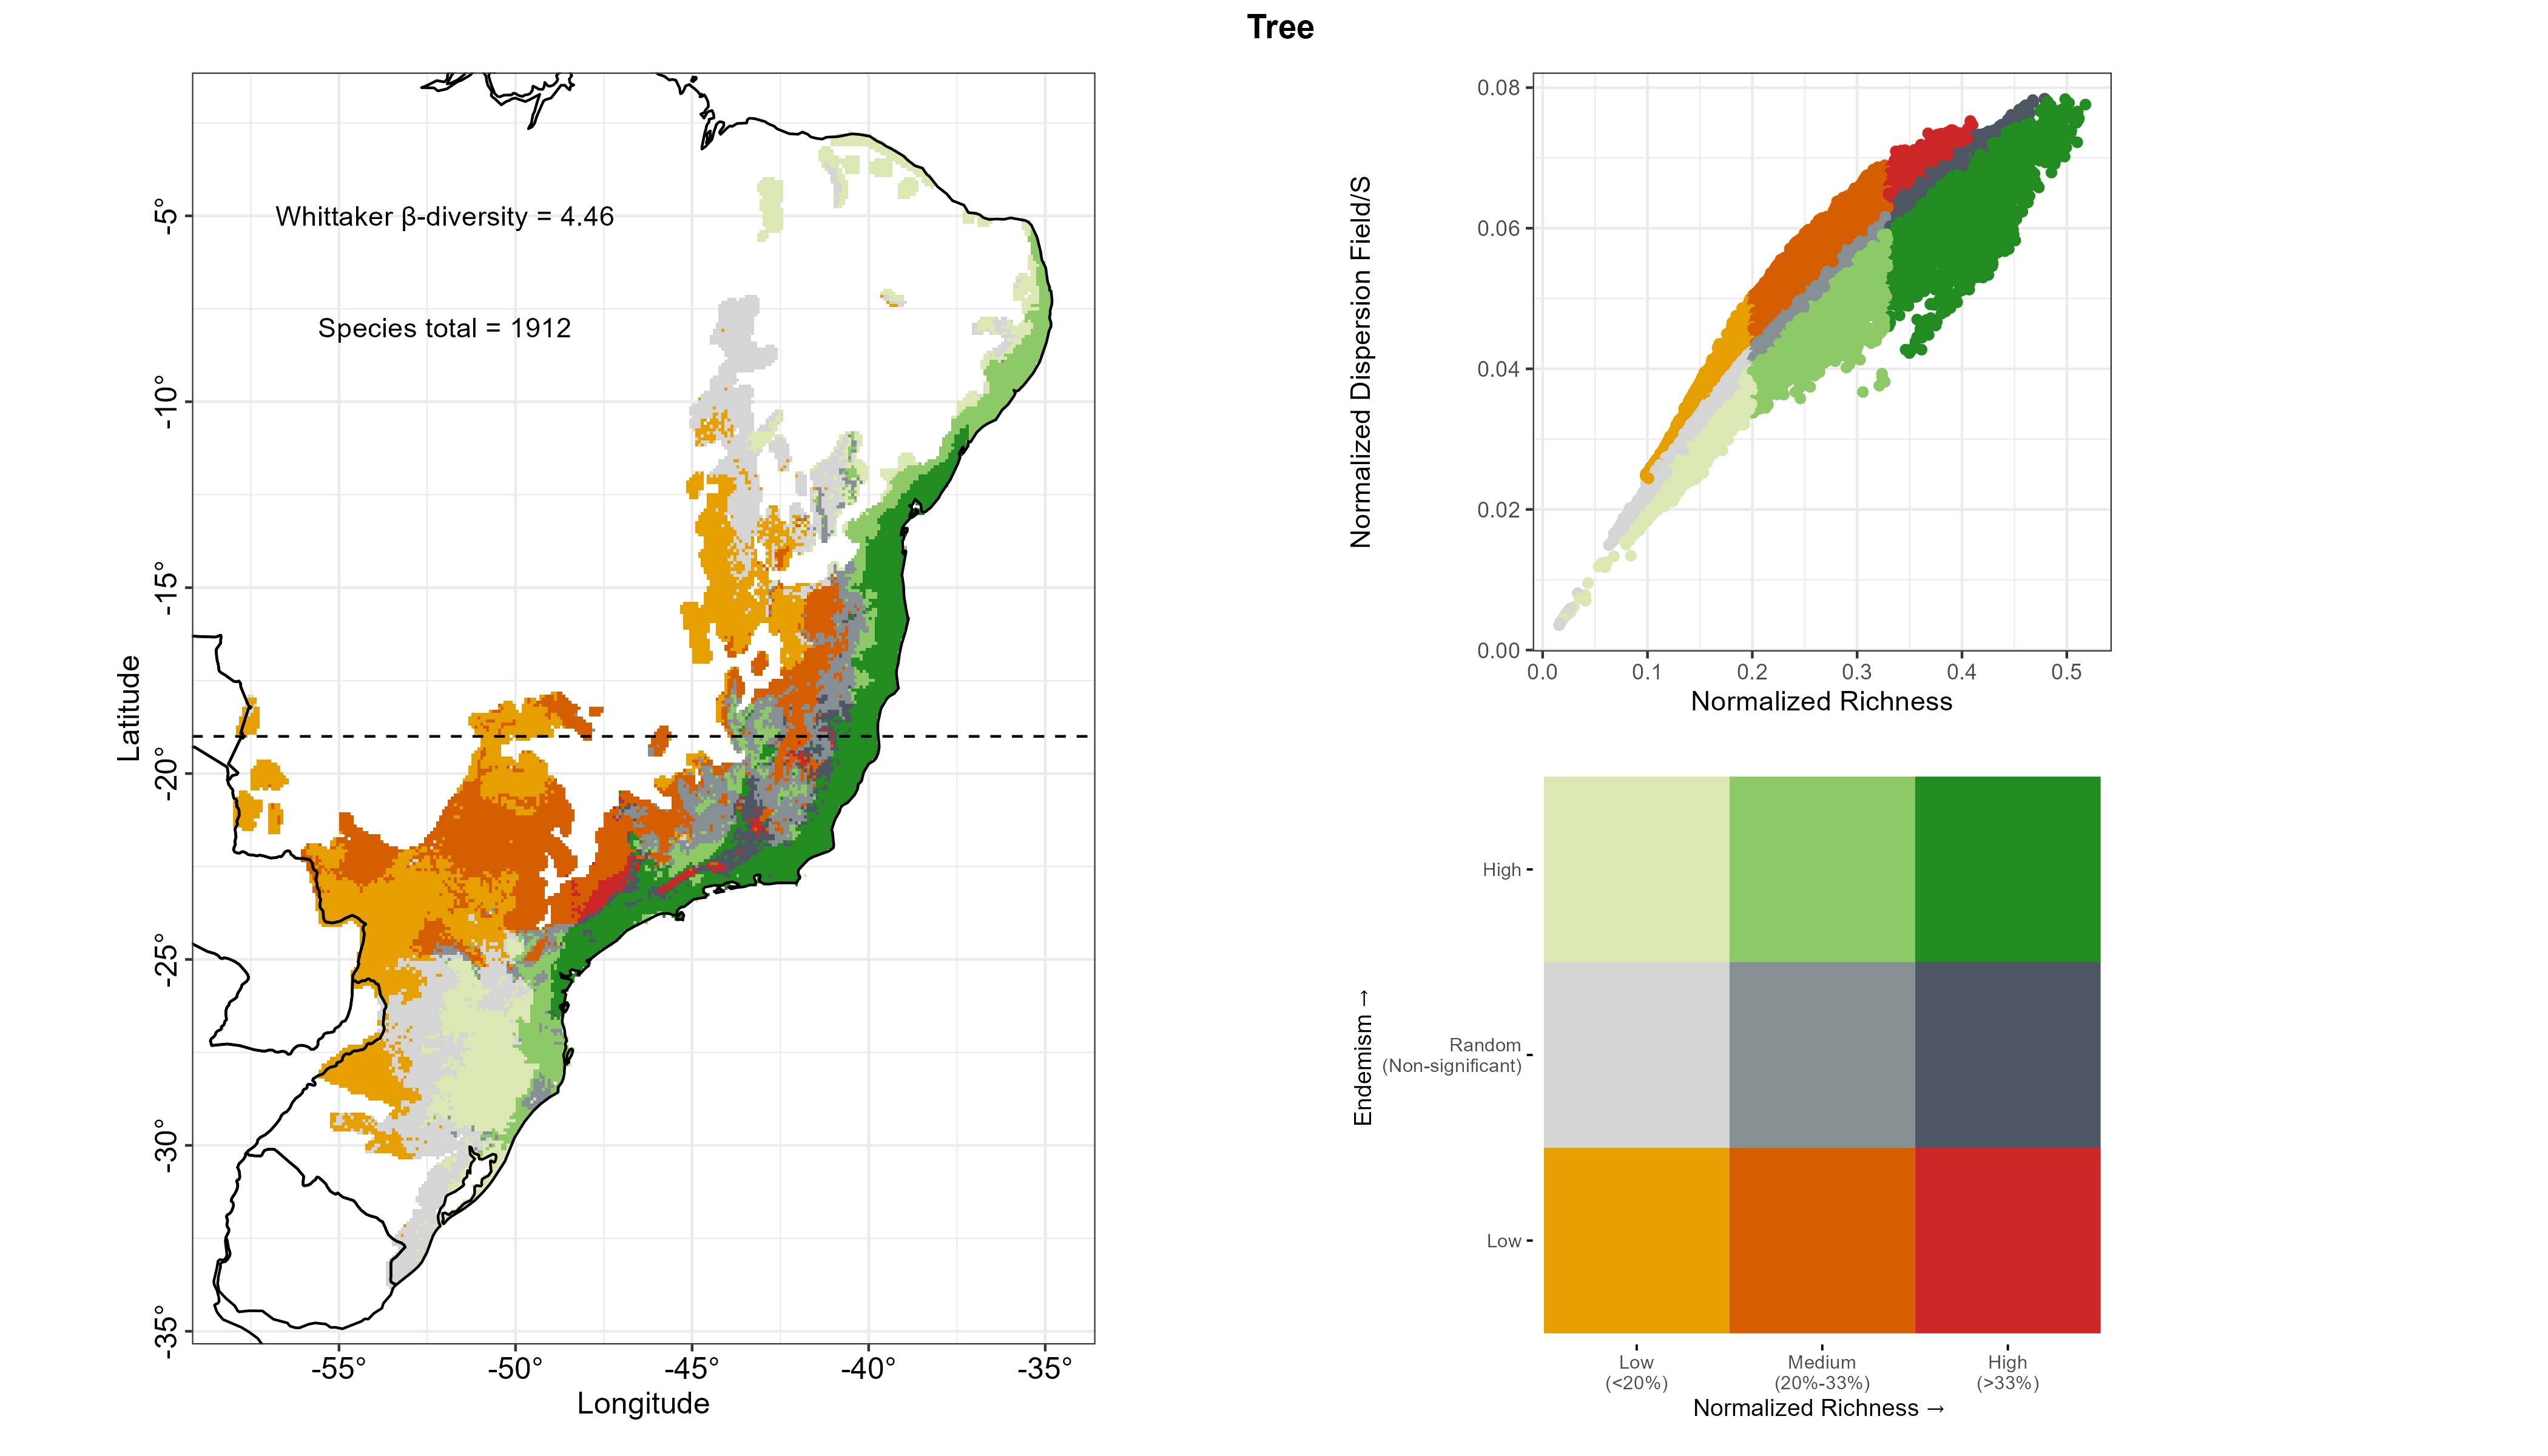 Tree
Whittaker β-diversity = 4.46
Species total = 1912
-5°
-10°
-15°
-20°
-25°
-30°
-35°
Latitude
-55°
-50°
-45°
-40°
-35°
Longitude
0.08
0.06
0.04
0.02
0.00
Normalized Dispersion Field/S
0.0
0.1
0.2
0.3
0.4
0.5
Normalized Richness
High
Random
(Non-significant)
Low
Endemism →
Low
(<20%)
Medium
(20%-33%)
High
(>33%)
Normalized Richness →